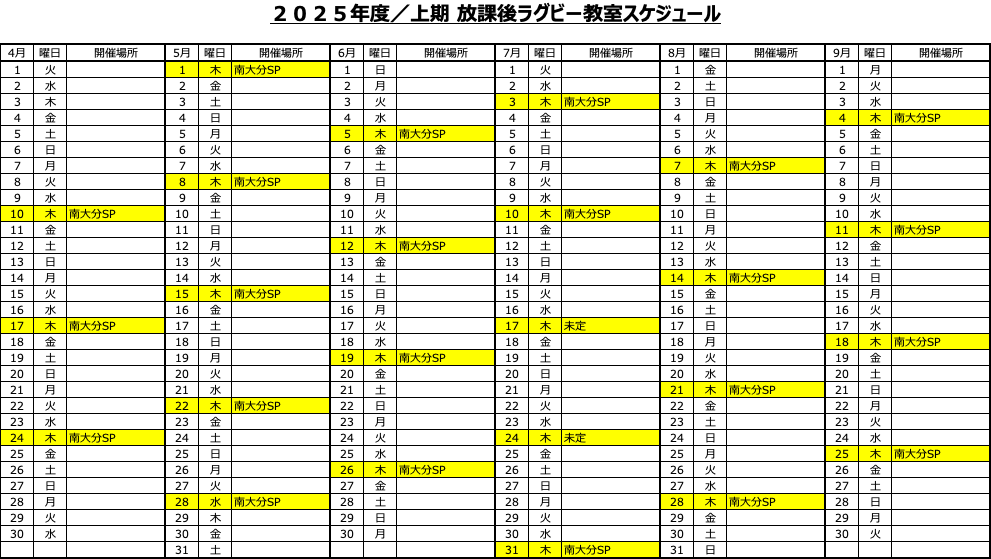 ２０２５年度／上期 放課後ラグビー教室スケジュール
4月 曜日 開催場所 5月 曜日 開催場所 6月 曜日 開催場所 7月 曜日 開催場所 8月 曜日 開催場所 9月 曜日 開催場所
1 火 1 木 南大分SP 1 日 1 火 1 金 1 月
2 水 2 金 2 月 2 水 2 土 2 火
3 木 3 土 3 火 3 木 南大分SP 3 日 3 水
4 金 4 日 4 水 4 金 4 月 4 木 南大分SP
5 土 5 月 5 木 南大分SP 5 土 5 火 5 金
6 日 6 火 6 金 6 日 6 水 6 土
7 月 7 水 7 土 7 月 7 木 南大分SP 7 日
8 火 8 木 南大分SP 8 日 8 火 8 金 8 月
9 水 9 金 9 月 9 水 9 土 9 火
10 木 南大分SP 10 土 10 火 10 木 南大分SP 10 日 10 水
11 金 11 日 11 水 11 金 11 月 11 木 南大分SP
12 土 12 月 12 木 南大分SP 12 土 12 火 12 金
13 日 13 火 13 金 13 日 13 水 13 土
14 月 14 水 14 土 14 月 14 木 南大分SP 14 日
15 火 15 木 南大分SP 15 日 15 火 15 金 15 月
16 水 16 金 16 月 16 水 16 土 16 火
17 木 南大分SP 17 土 17 火 17 木 未定 17 日 17 水
18 金 18 日 18 水 18 金 18 月 18 木 南大分SP
19 土 19 月 19 木 南大分SP 19 土 19 火 19 金
20 日 20 火 20 金 20 日 20 水 20 土
21 月 21 水 21 土 21 月 21 木 南大分SP 21 日
22 火 22 木 南大分SP 22 日 22 火 22 金 22 月
23 水 23 金 23 月 23 水 23 土 23 火
24 木 南大分SP 24 土 24 火 24 木 未定 24 日 24 水
25 金 25 日 25 水 25 金 25 月 25 木 南大分SP
26 土 26 月 26 木 南大分SP 26 土 26 火 26 金
27 日 27 火 27 金 27 日 27 水 27 土
28 月 28 水 南大分SP 28 土 28 月 28 木 南大分SP 28 日
29 火 29 木 29 日 29 火 29 金 29 月
30 水 30 金 30 月 30 水 30 土 30 火
31 土 31 木 南大分SP 31 日